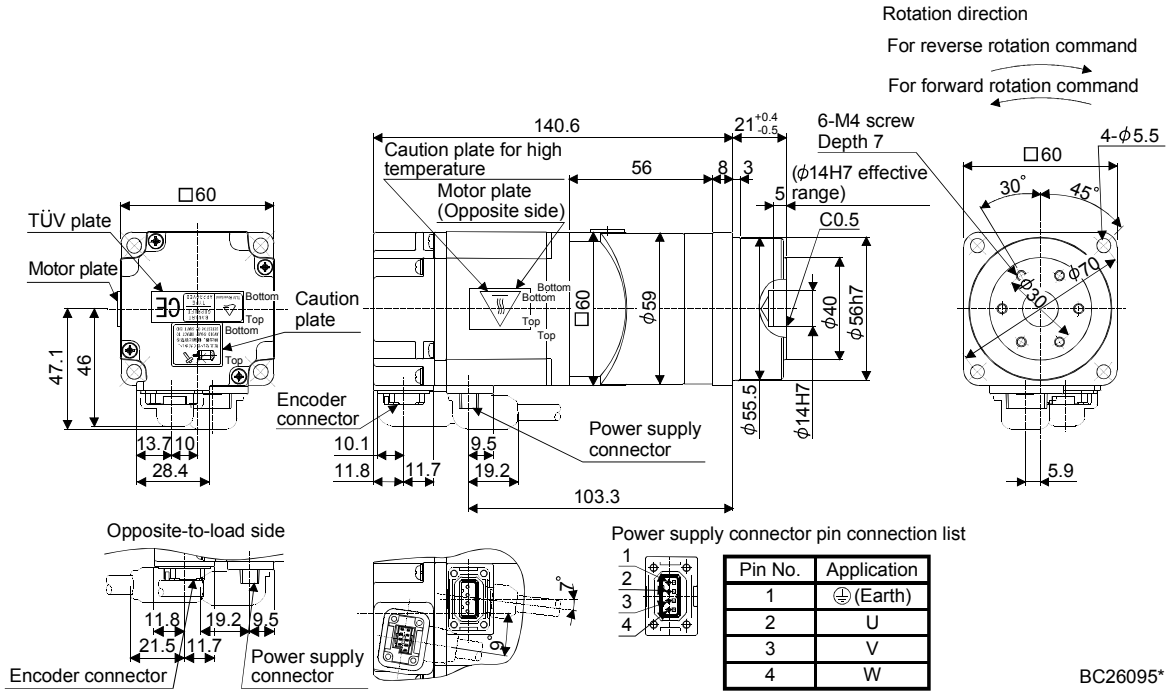 Rotation direction
For reverse rotation command
For forward rotation command
140.6
21 +0.4 -0.5
6-M4 screw
Depth 7
4-ϕ5.5
Caution plate for high
temperature
Motor plate
(Opposite side)
56
8
3
(ϕ14H7 effective
range)
5
C0.5
□60
30°
45°
□60
TÜV plate
Motor plate
Bottom
Top
Bottom
Top
Caution
plate
Bottom
Bottom
Top
Top
□60
ϕ59
ϕ40
ϕ56h7
ϕ70
ϕ30
47.1
46
Encoder
connector
ϕ55.5
ϕ14H7
13.7
10
28.4
10.1
11.8
11.7
9.5
19.2
Power supply
connector
103.3
5.9
Opposite-to-load side
11.8
19.2
9.5
21.5
11.7
Encoder connector
Power supply
connector
7°
6°
Power supply connector pin connection list
1
2
3
4
Pin No. Application
1 ⏚ (Earth)
2 U
3 V
4 W
BC26095*